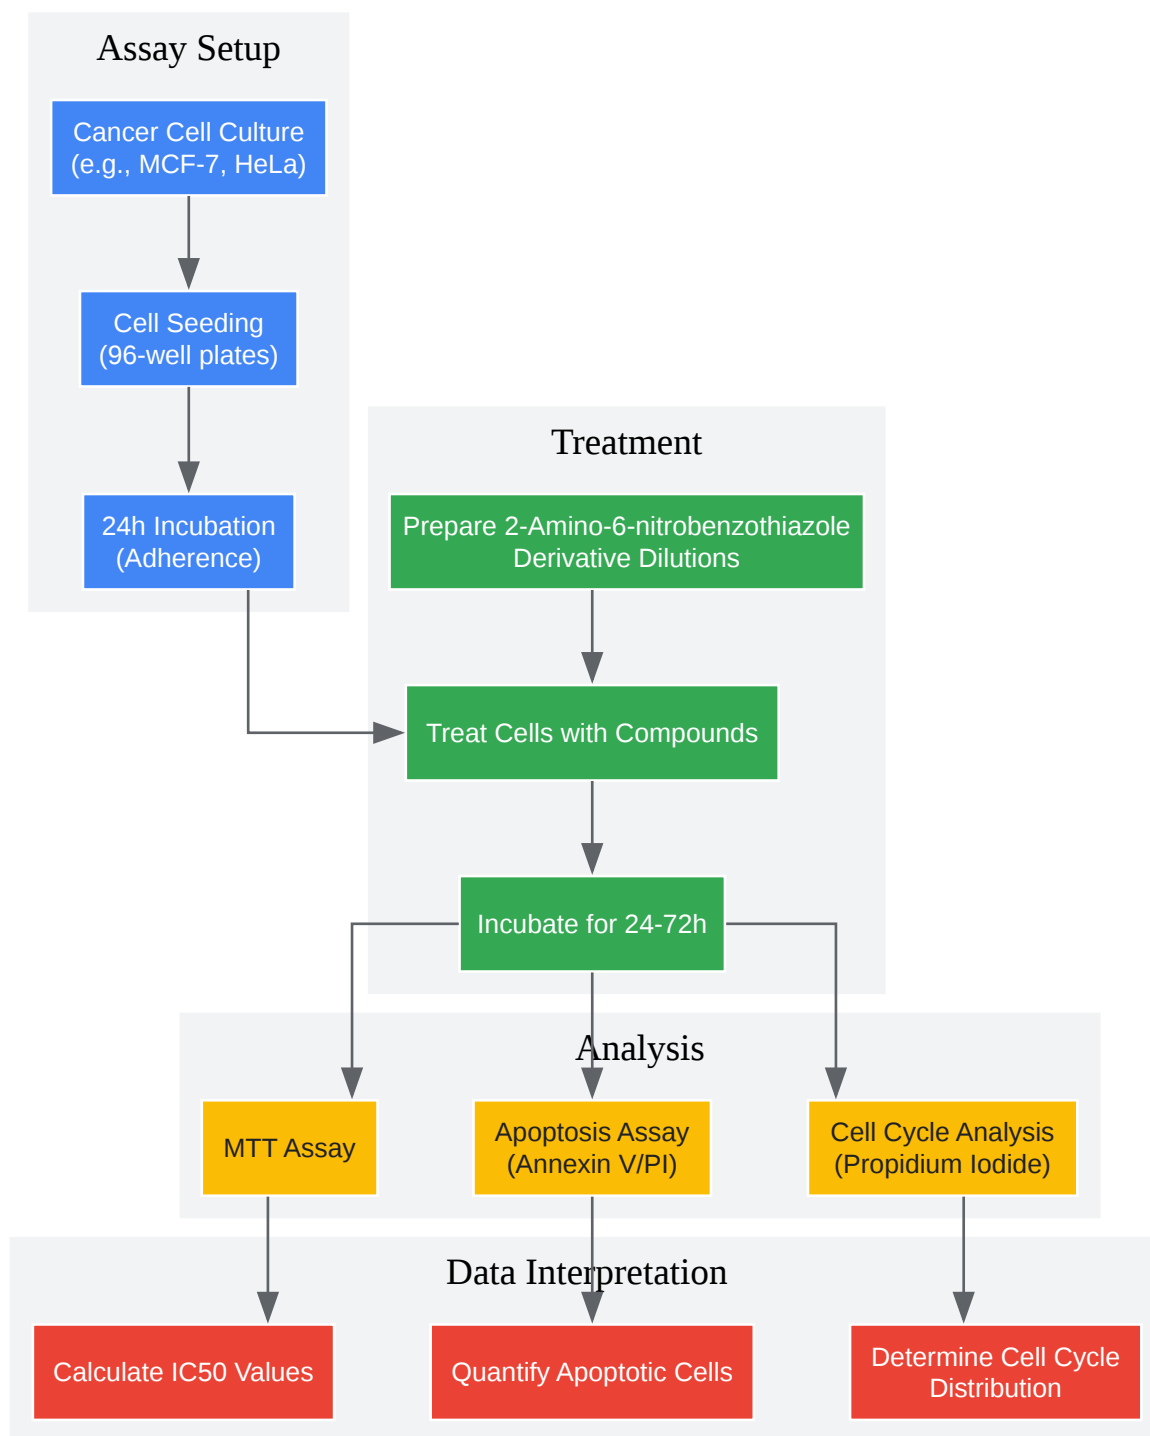 Assay Setup
Cancer Cell Culture
(e.g., MCF-7, HeLa)
Cell Seeding
(96-well plates)
24h Incubation
(Adherence)
Treatment
Prepare 2-Amino-6-nitrobenzothiazole
Derivative Dilutions
Treat Cells with Compounds
Incubate for 24-72h
Analysis
MTT Assay
Apoptosis Assay
(Annexin V/PI)
Cell Cycle Analysis
(Propidium Iodide)
Data Interpretation
Calculate IC50 Values
Quantify Apoptotic Cells
Determine Cell Cycle
Distribution